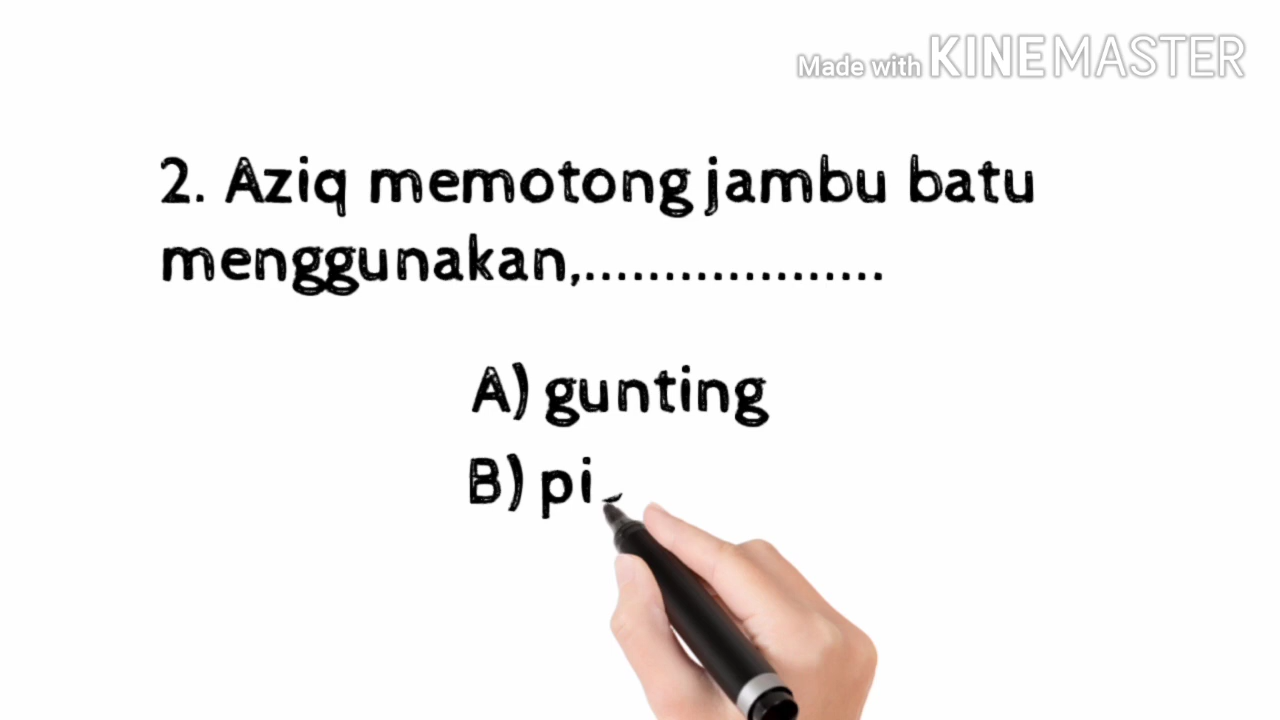 Made with KINEMASTER
2. Aziq memotong jambu batu
menggunakan,...................
A) gunting
B) pi